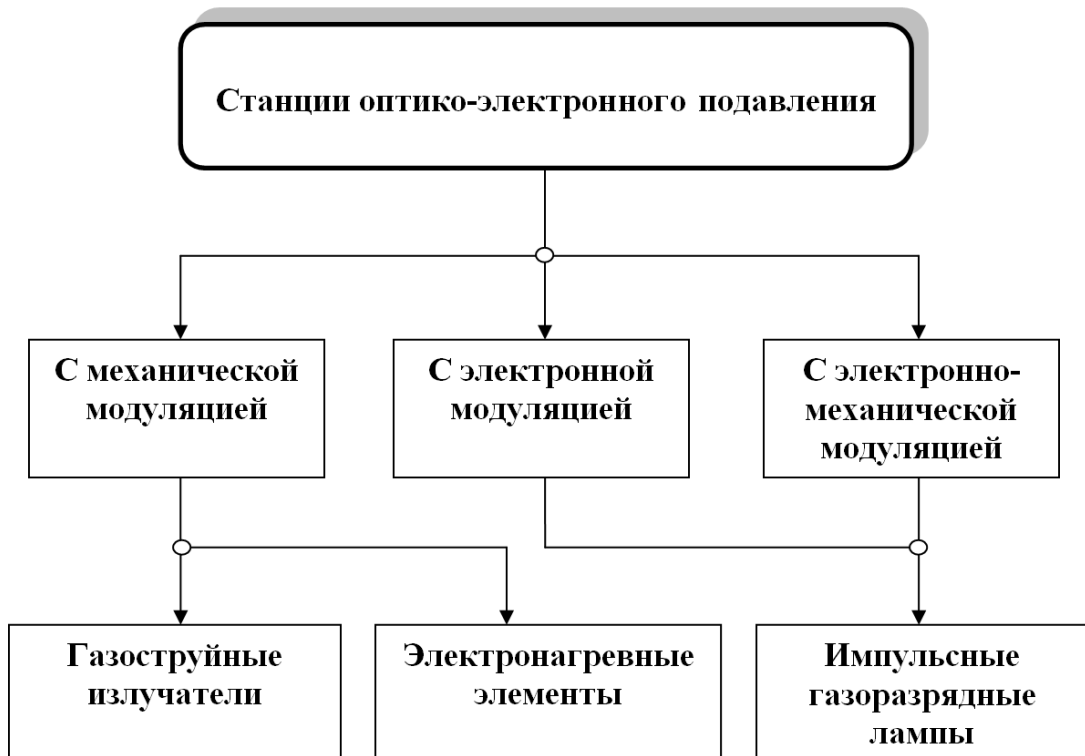 Станции оптико-электронного подавления
С механической
модуляцией
С электронной
модуляцией
С электронно-
механической
модуляцией
Газоструйные
излучатели
Электронагревные
элементы
Импульсные
газоразрядные
лампы